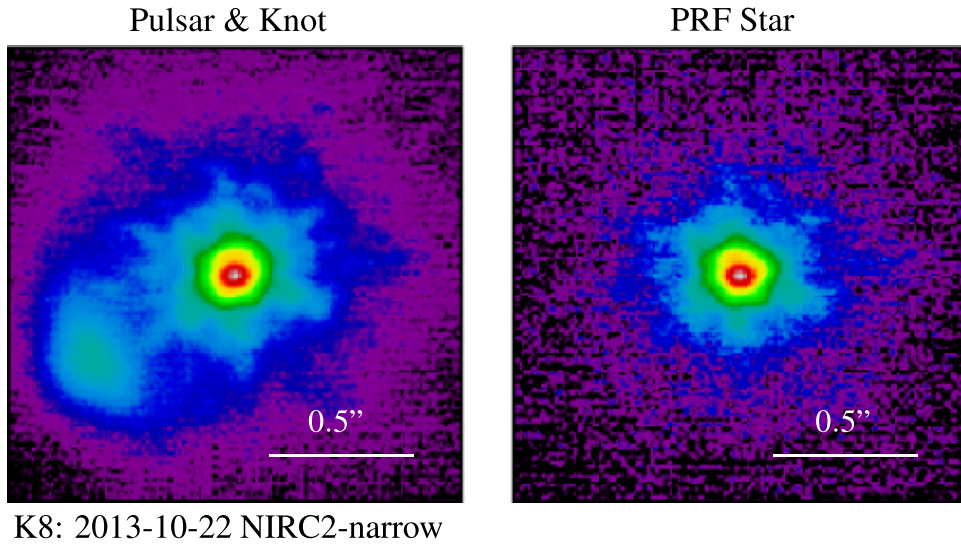 Pulsar & Knot
PRF Star
0.5”
0.5”
K8: 2013-10-22 NIRC2-narrow